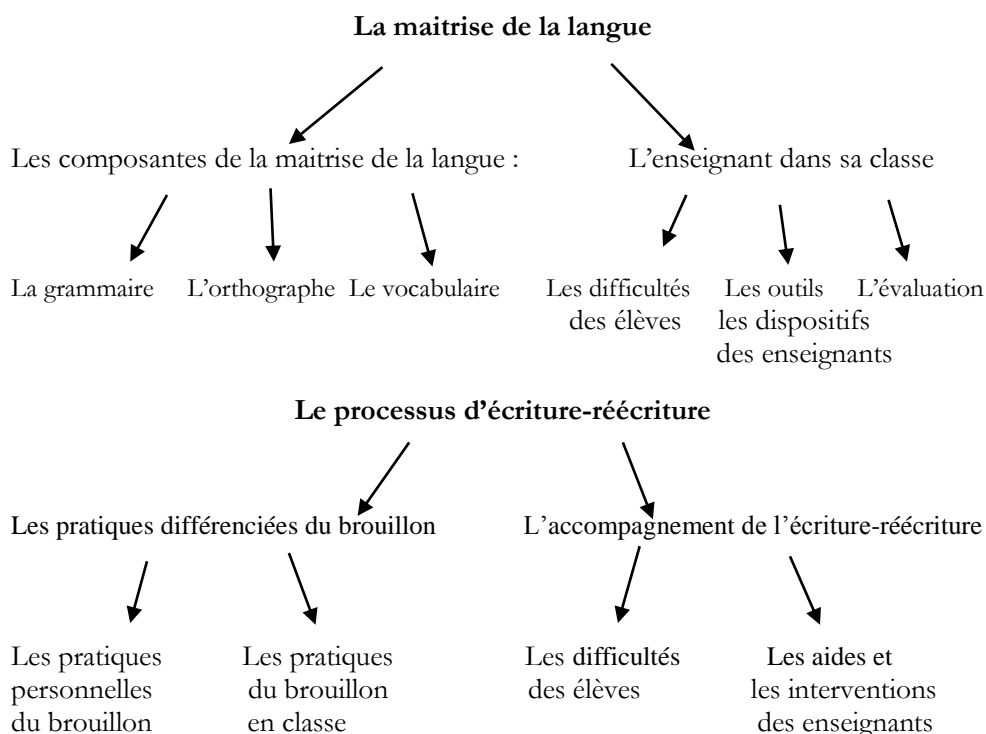 La maitrise de la langue
Les composantes de la maitrise de la langue :
L’enseignant dans sa classe
La grammaire
L’orthographe
Le vocabulaire
Les difficultés
des élèves
Les outils
les dispositifs
des enseignants
L’évaluation
Le processus d’écriture-réécriture
Les pratiques différenciées du brouillon
L’accompagnement de l’écriture-réécriture
Les pratiques
personnelles
du brouillon
Les pratiques
du brouillon
en classe
Les difficultés
des élèves
Les aides et
les interventions
des enseignants